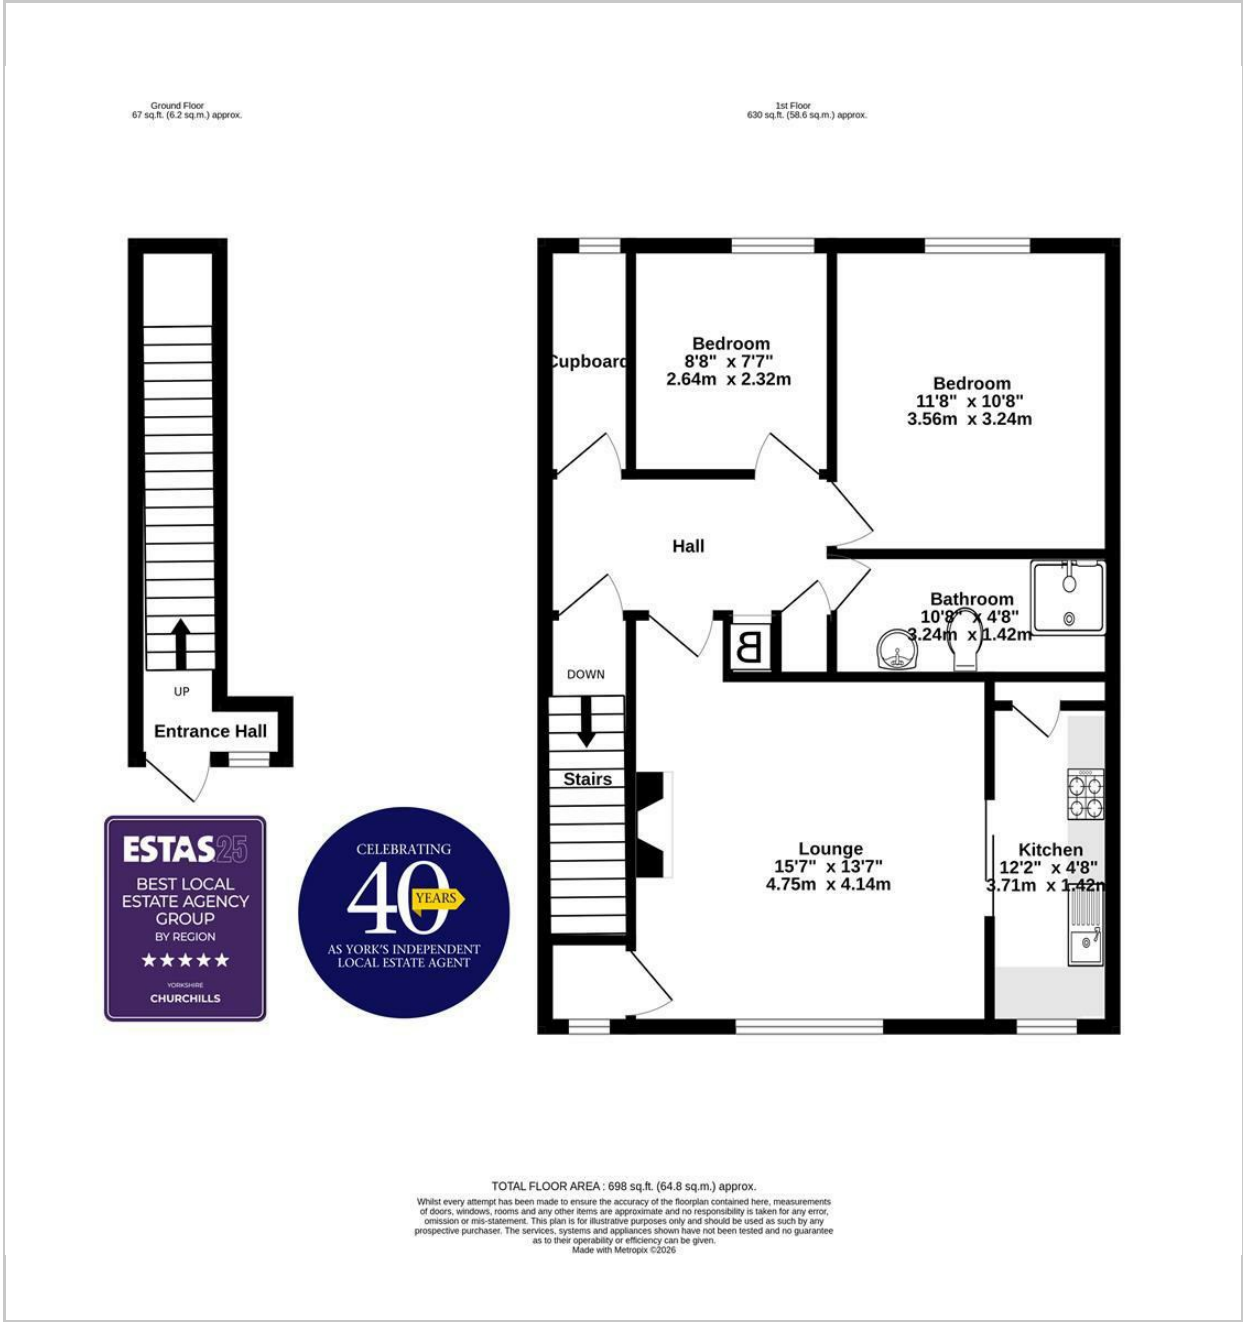 Ground Floor
67 sq.ft. (6.2 sq.m.) approx.
1st Floor
630 sq.ft. (58.6 sq.m.) approx.
Cupboard
Bedroom
8'8" x 7'7"
2.64m x 2.32m
Bedroom
11'8" x 10'8"
3.56m x 3.24m
Hall
Bathroom
10'8" x 4'8"
3.24m x 1.42m
B
DOWN
Stairs
UP
Entrance Hall
Lounge
15'7" x 13'7"
4.75m x 4.14m
Kitchen
12'2" x 4'8"
3.71m x 1.42m
ESTAS25
BEST LOCAL
ESTATE AGENCY
GROUP
BY REGION
★★★★★
YORKSHIRE
CHURCHILLS
CELEBRATING
40
YEARS
AS YORK'S INDEPENDENT
LOCAL ESTATE AGENT
TOTAL FLOOR AREA : 698 sq.ft. (64.8 sq.m.) approx.
Whilst every attempt has been made to ensure the accuracy of the floorplan contained here, measurements
of doors, windows, rooms and any other items are approximate and no responsibility is taken for any error,
omission or mis-statement. This plan is for illustrative purposes only and should be used as such by any
prospective purchaser. The services, systems and appliances shown have not been tested and no guarantee
as to their operability or efficiency can be given.
Made with Metropix ©2026